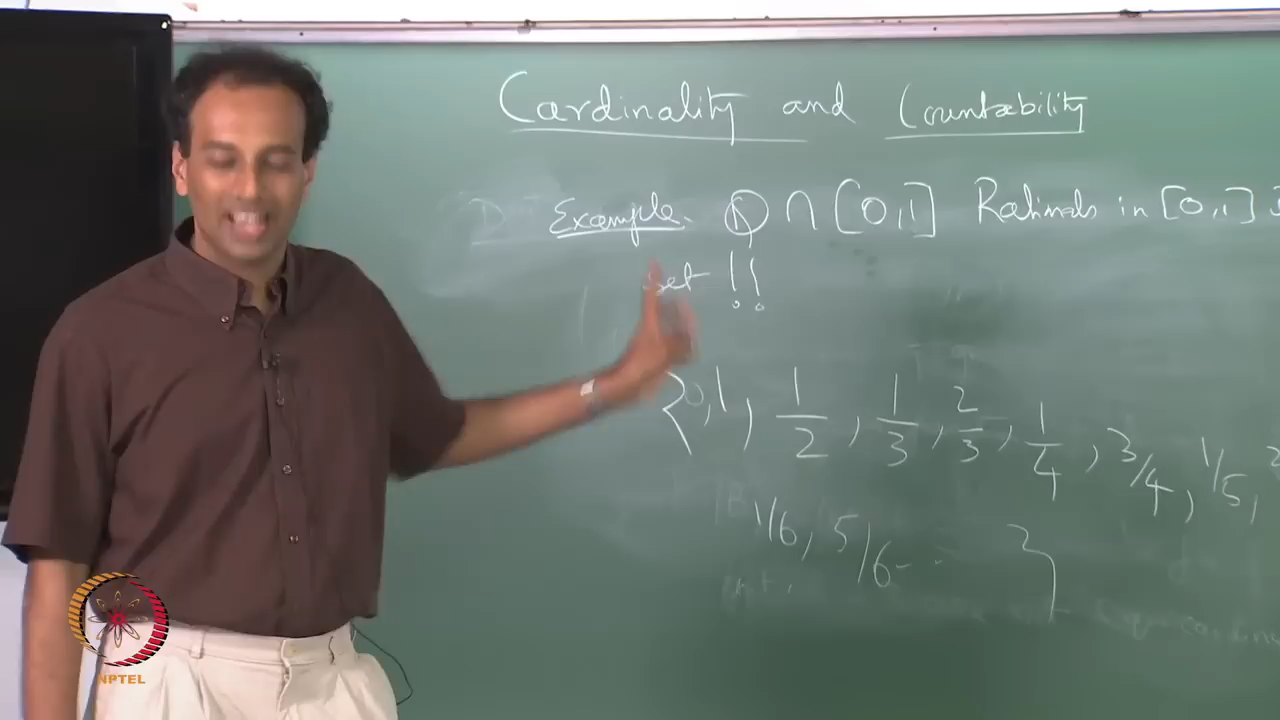 Cardinality and Countability
Example. ℚ ∩ [0,1] Rationals in [0,1]
set !!
{0, 1, 1/2, 1/3, 2/3, 1/4, 3/4, 1/5,
1/6, 5/6 - .. }
NPTEL